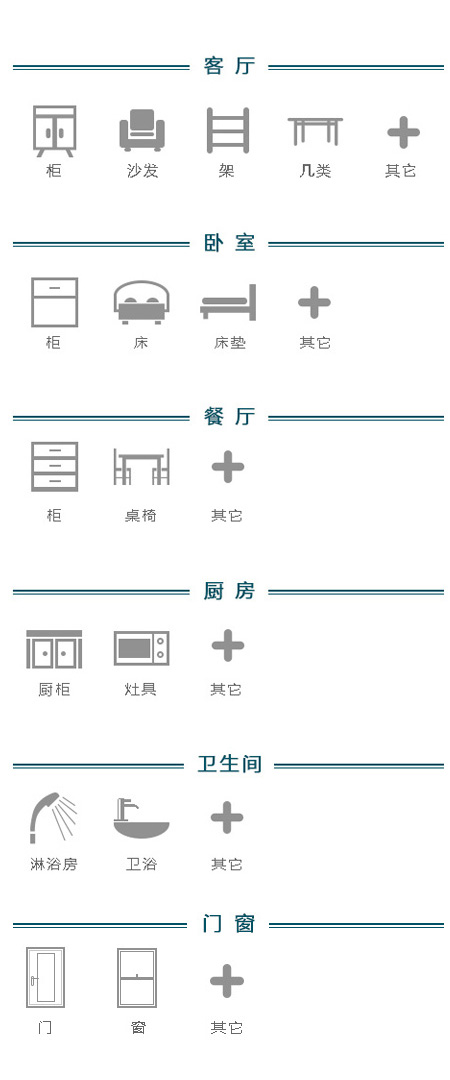 客厅
柜 沙发 架 几类 其它
卧室
柜 床 床垫 其它
餐厅
柜 桌椅 其它
厨房
厨柜 灶具 其它
卫生间
淋浴房 卫浴 其它
门窗
门 窗 其它